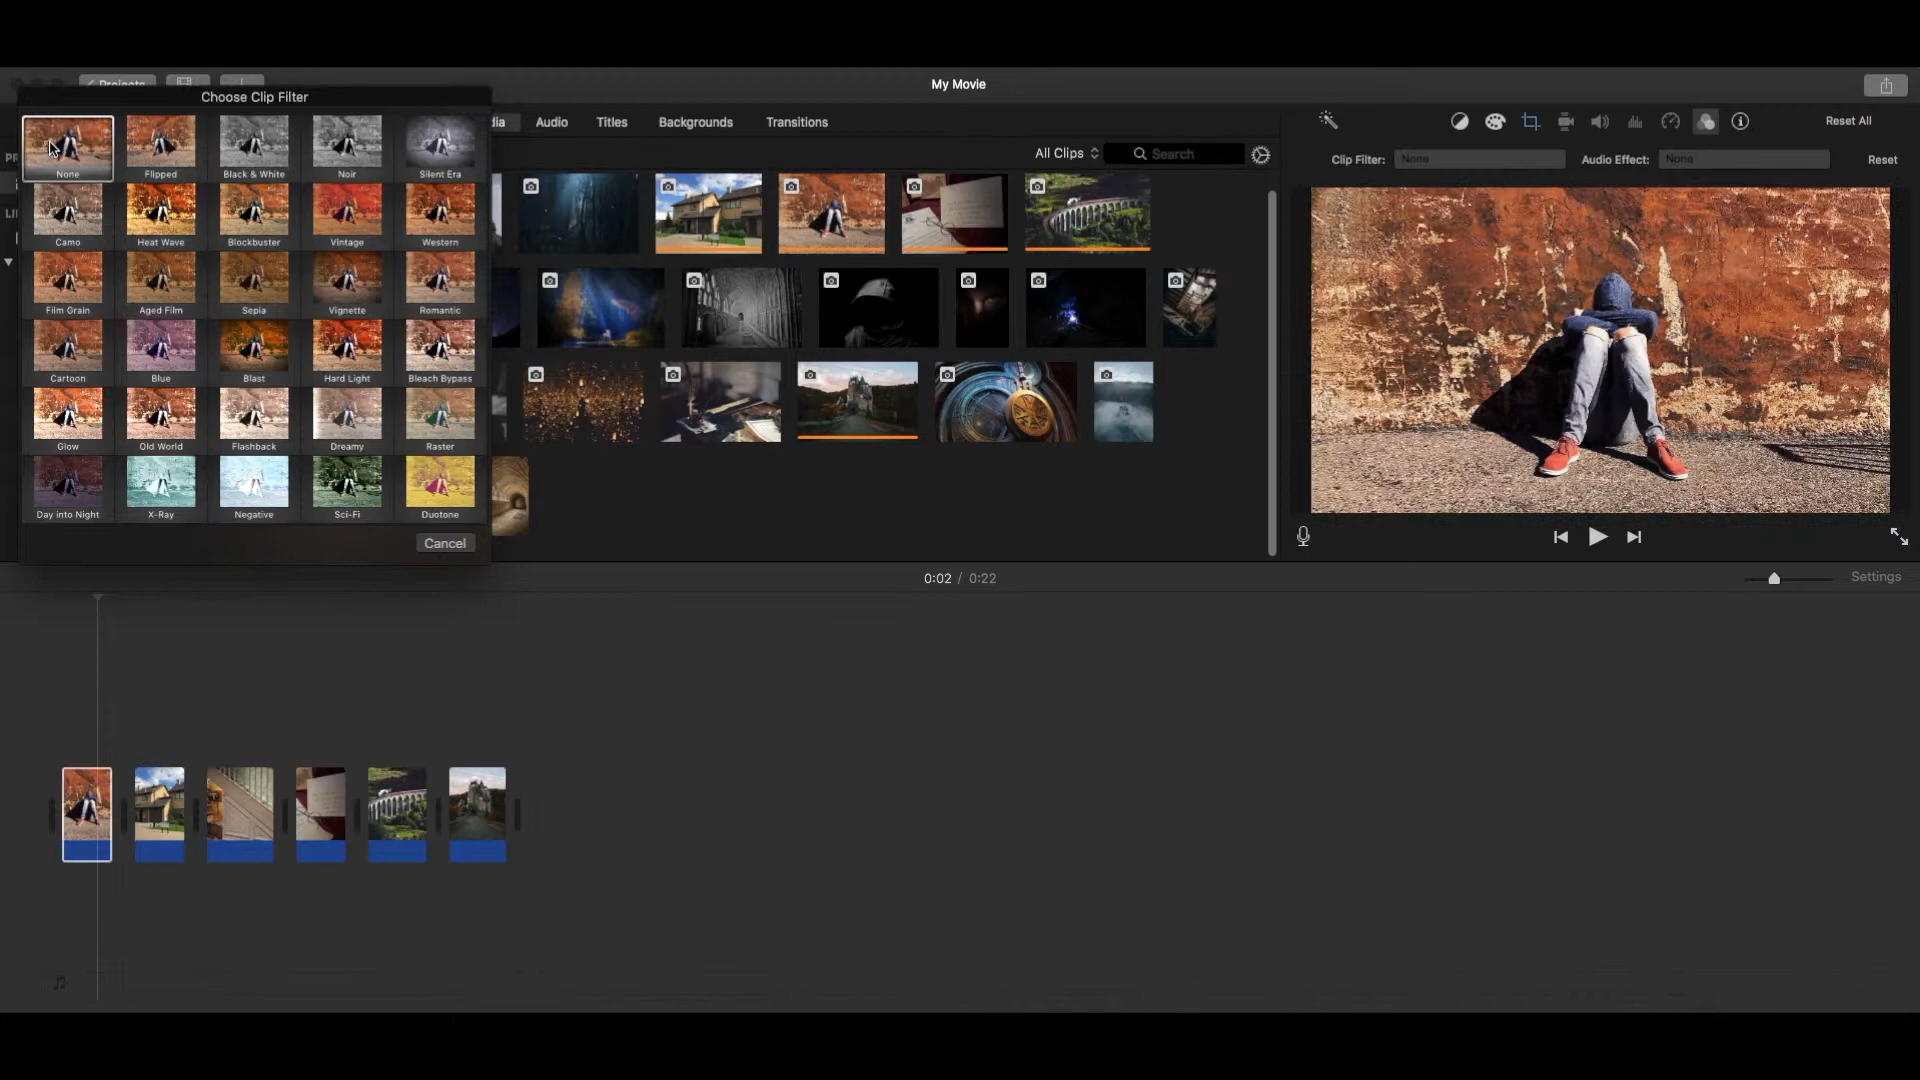 Projects
My Movie
Choose Clip Filter
Audio
Titles
Backgrounds
Transitions
Reset All
All Clips
Search
Clip Filter:
None
Audio Effect:
None
Reset
None
Flipped
Black & White
Noir
Silent Era
Camo
Heat Wave
Blockbuster
Vintage
Western
Film Grain
Aged Film
Sepia
Vignette
Romantic
Cartoon
Blue
Blast
Hard Light
Bleach Bypass
Glow
Old World
Flashback
Dreamy
Raster
Day into Night
X-Ray
Negative
Sci-Fi
Duotone
Cancel
0:02 / 0:22
Settings